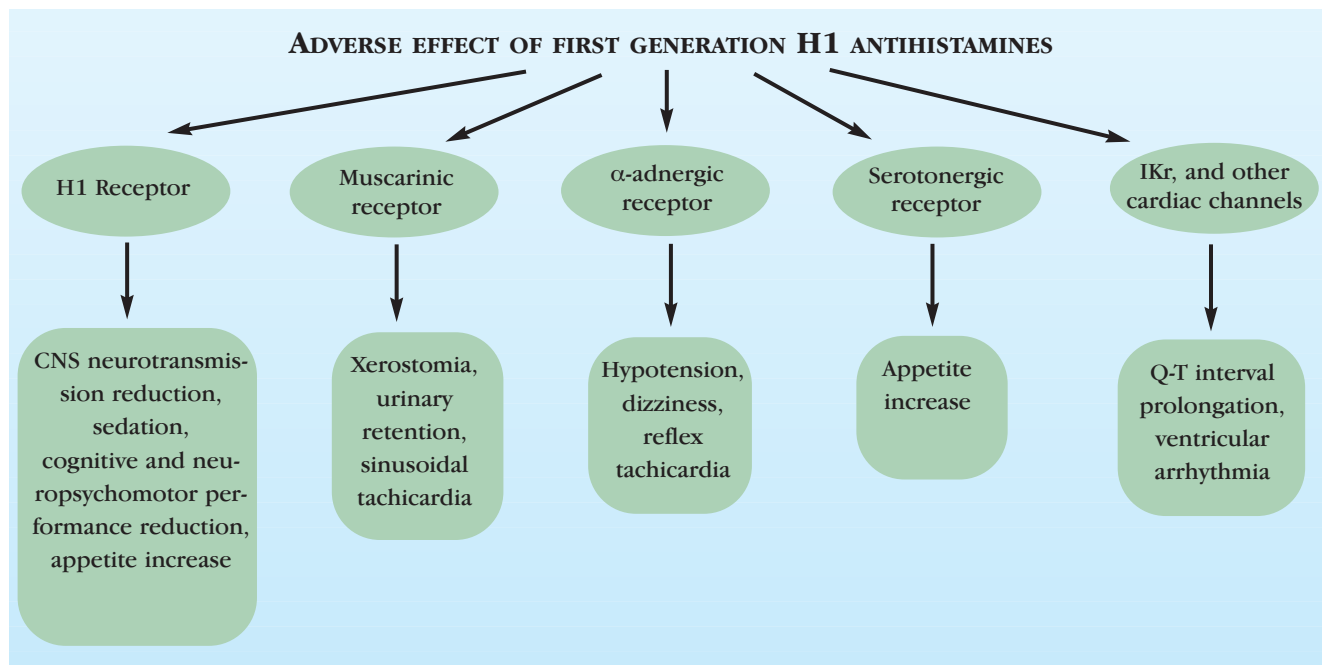 ADVERSE EFFECT OF FIRST GENERATION H1 ANTIHISTAMINES
H1 Receptor
Muscarinic
receptor
α-adnergic
receptor
Serotonergic
receptor
IKr, and other
cardiac channels
CNS neurotransmis-
sion reduction,
sedation,
cognitive and neu-
ropsychomotor per-
formance reduction,
appetite increase
Xerostomia,
urinary
retention,
sinusoidal
tachicardia
Hypotension,
dizziness,
reflex
tachicardia
Appetite
increase
Q-T interval
prolongation,
ventricular
arrhythmia